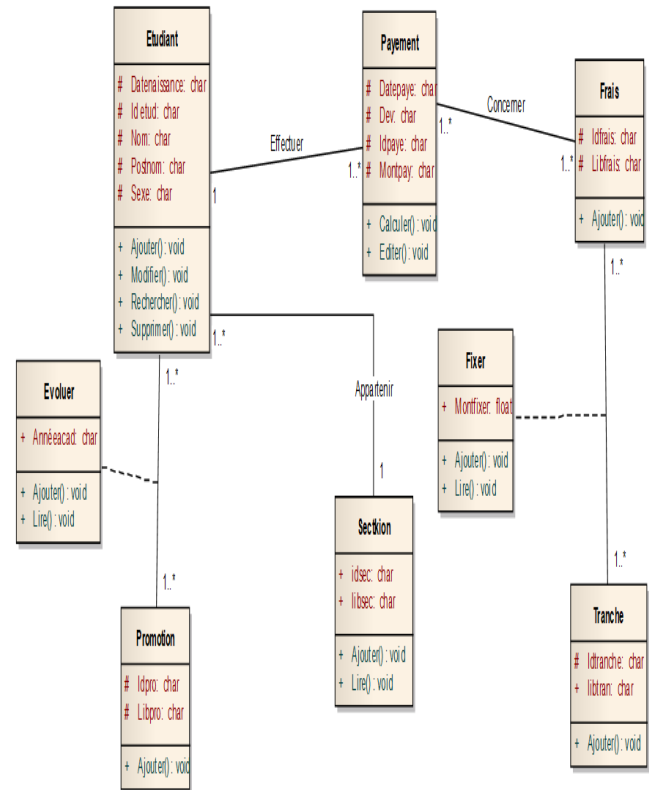 Etudiant
# Datenaissance: char
# Id etud: char
# Nom: char
# Postnom: char
# Sexe: char
+ Ajouter() : void
+ Modifier() : void
+ Rechercher() : void
+ Supprimer() : void
Payement
# Datepaye: char
# Dev: char
# Idpaye: char
# Montpay: char
+ Calculer() : void
+ Editer() : void
Frais
# Idfrais: char
# Libfrais: char
+ Ajouter() : void
Effectuer
1
1..*
Concerner
1..*
1..*
1..*
1..*
1..*
Appartenir
1
Evoluer
+ Annéeacad: char
+ Ajouter() : void
+ Lire() : void
Fixer
+ Montfixer: float
+ Ajouter() : void
+ Lire() : void
Sectkion
+ idsec: char
+ libsec: char
+ Ajouter() : void
+ Lire() : void
1..*
1..*
Promotion
# Idpro: char
# Libpro: char
+ Ajouter() : void
Tranche
# Idtranche: char
+ libtran: char
+ Ajouter() : void